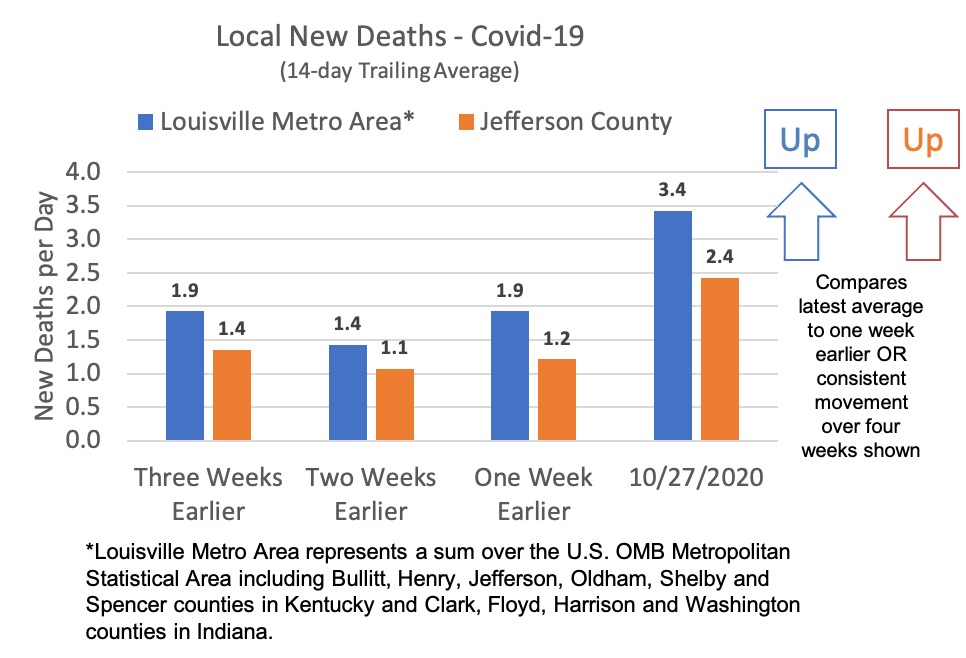 Local New Deaths - Covid-19
(14-day Trailing Average)
Louisville Metro Area* Jefferson County
Up Up
New Deaths per Day
4.0
3.5
3.0
2.5
2.0
1.5
1.0
0.5
0.0
1.9 1.4 1.4 1.1 1.9 1.2 3.4 2.4
Three Weeks Earlier
Two Weeks Earlier
One Week Earlier
10/27/2020
Compares
latest average
to one week
earlier OR
consistent
movement
over four
weeks shown
*Louisville Metro Area represents a sum over the U.S. OMB Metropolitan
Statistical Area including Bullitt, Henry, Jefferson, Oldham, Shelby and
Spencer counties in Kentucky and Clark, Floyd, Harrison and Washington
counties in Indiana.